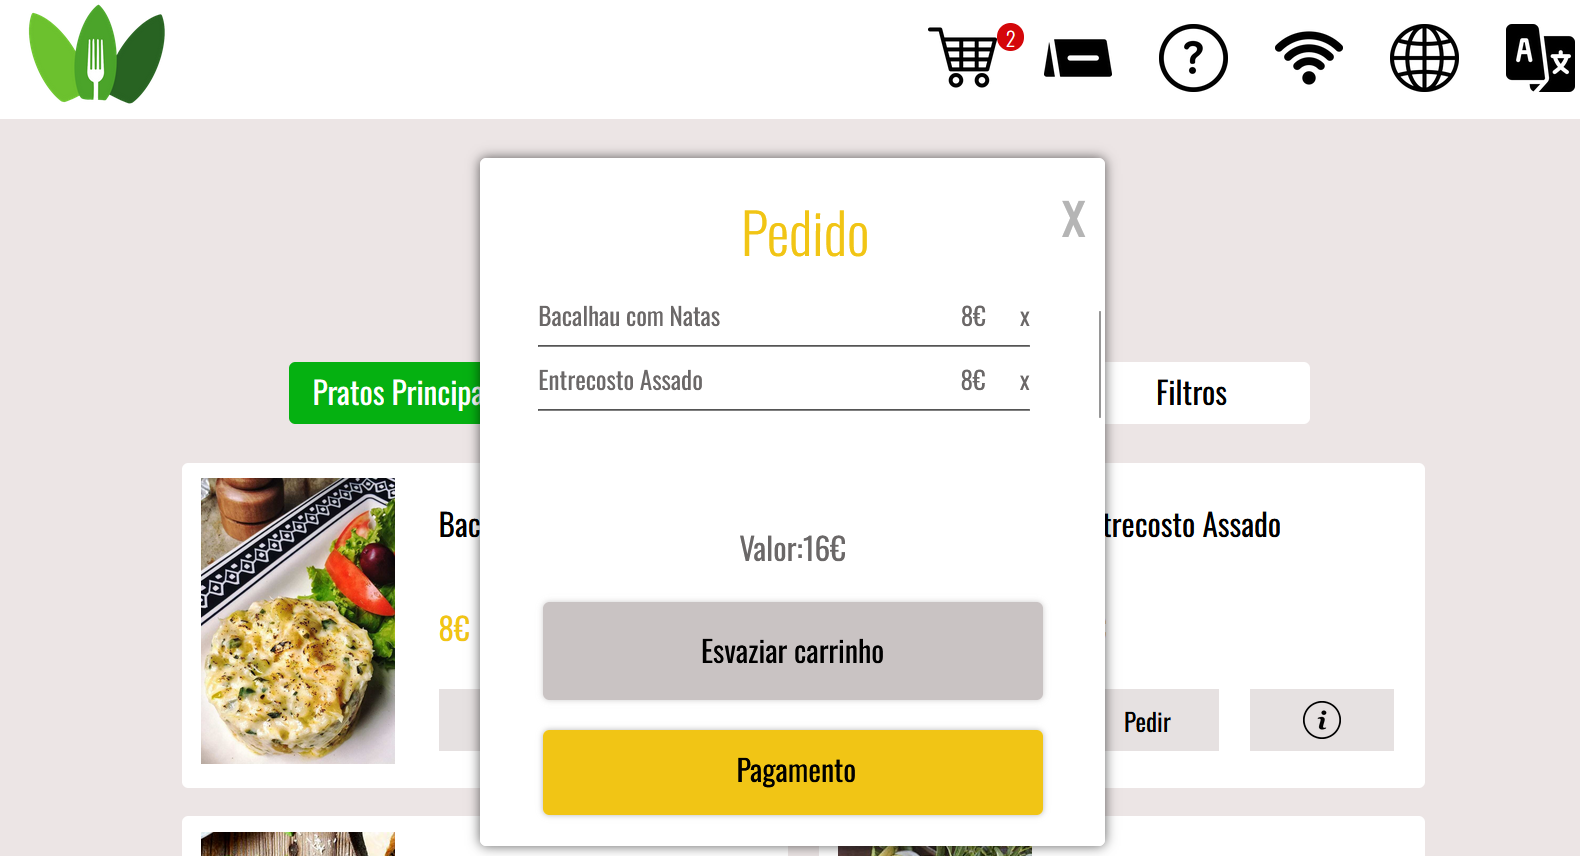 2
?
A 文
Pedido
X
Bacalhau com Natas 8€ x
Entrecosto Assado 8€ x
Pratos Principa
Filtros
Bac
trecosto Assado
Valor:16€
8€
Esvaziar carrinho
Pedir i
Pagamento